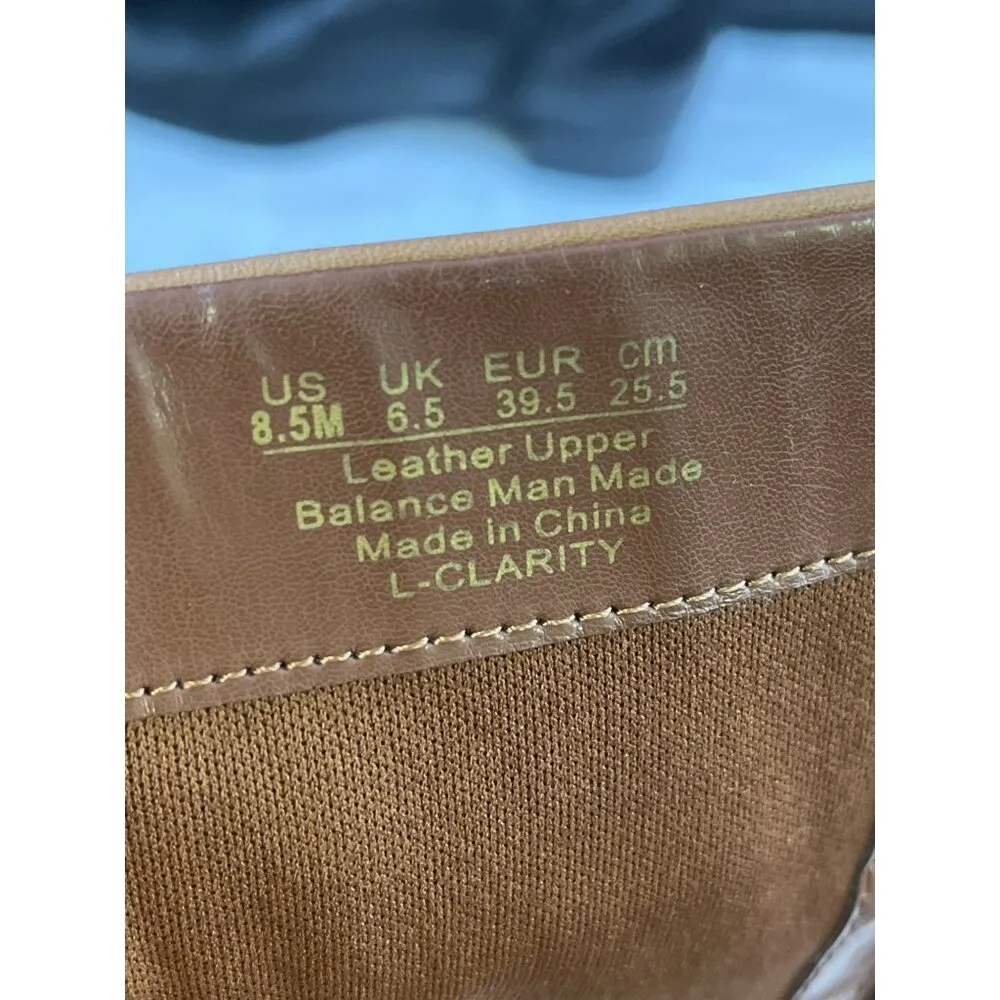 US UK EUR cm
8.5M 6.5 39.5 25.5
Leather Upper
Balance Man Made
Made in China
L-CLARITY